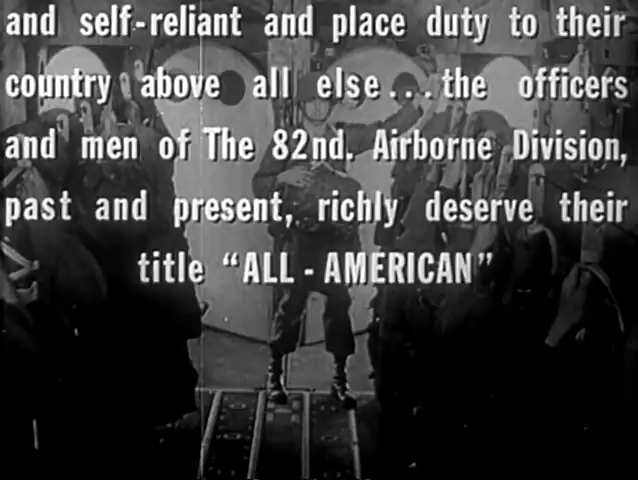 and self-reliant and place duty to their
country above all else...the officers
and men of The 82nd. Airborne Division,
past and present, richly deserve their
title "ALL - AMERICAN"